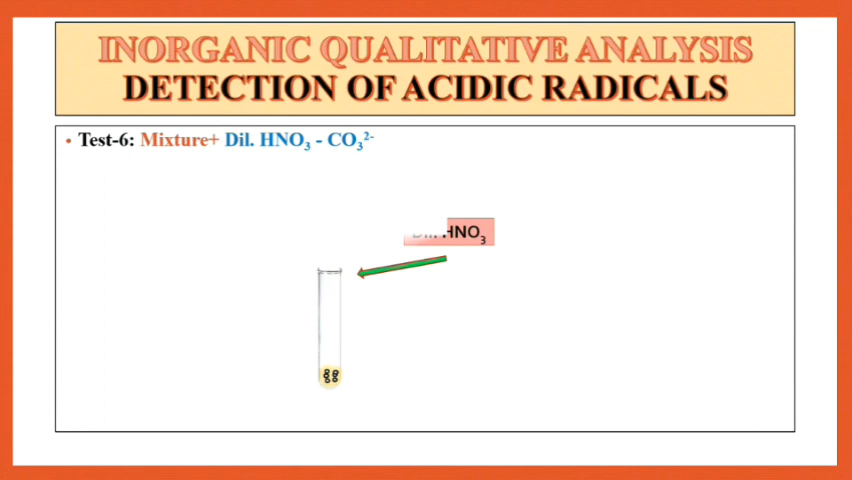 INORGANIC QUALITATIVE ANALYSIS
DETECTION OF ACIDIC RADICALS
• Test-6: Mixture+ Dil. HNO₃ - CO₃²⁻
HNO₃